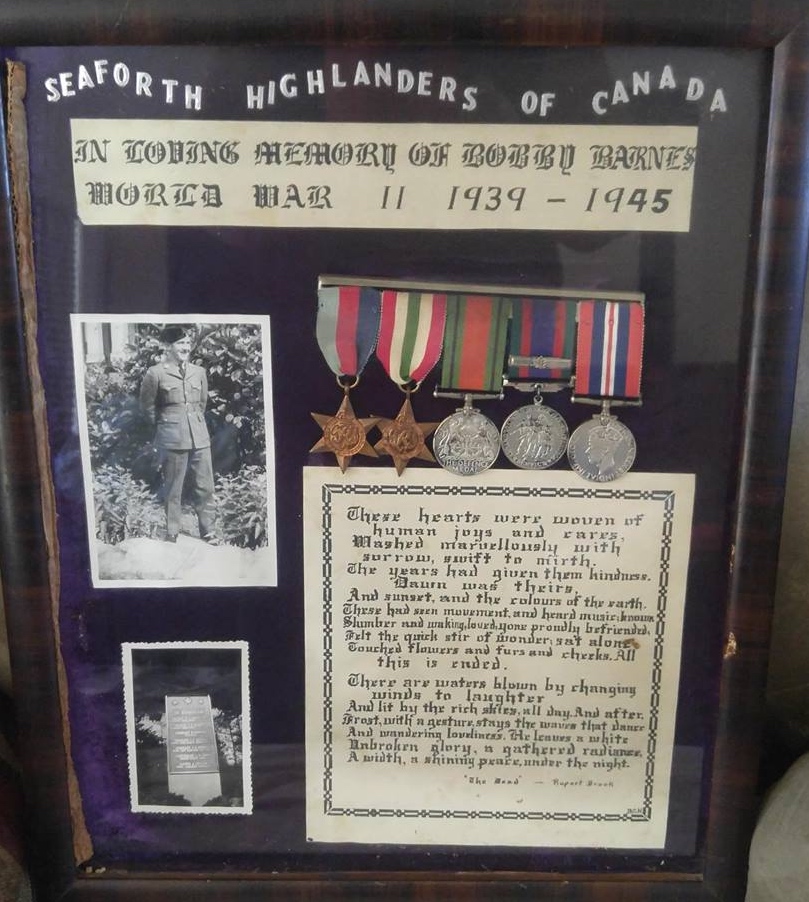 SEAFORTH HIGHLANDERS OF CANADA
IN LOVING MEMORY OF BOBBY BARNES
WORLD WAR 11 1939 - 1945
These hearts were woven of
human joys and cares,
Washed marvellously with
sorrow, swift to mirth.
The years had given them kindness.
Dawn was theirs,
And sunset, and the colours of the earth.
These had seen movement, and heard music; known
Slumber and waking; loved; gone proudly befriended;
Felt the quick stir of wonder; sat alone;
Touched flowers and furs and cheeks. All
this is ended.
There are waters blown by changing
winds to laughter
And lit by the rich skies, all day. And after,
Frost, with a gesture, stays the waves that dance
And wandering loveliness. He leaves a white
Unbroken glory, a gathered radiance,
A width, a shining peace, under the night.
"The Dead" — Rupert